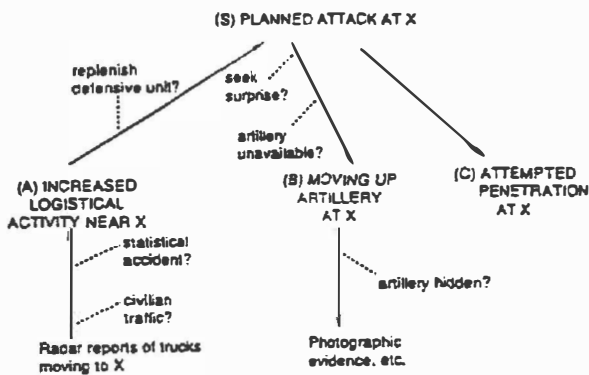 (S) PLANNED ATTACK AT X
replenish
defensive unit?
seek
surprise?
artillery
unavailable?
(A) INCREASED
LOGISTICAL
ACTIVITY NEAR X
(B) MOVING UP
ARTILLERY
AT X
(C) ATTEMPTED
PENETRATION
AT X
statistical
accident?
civilian
traffic?
artillery hidden?
Radar reports of trucks
moving to X
Photographic
evidence, etc.